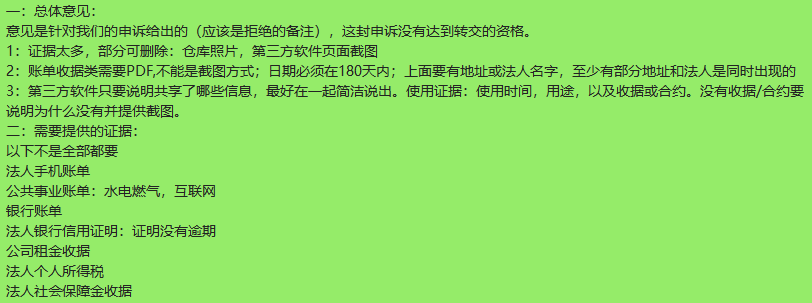 一：总体意见：
意见是针对我们的申诉给出的（应该是拒绝的备注），这封申诉没有达到转交的资格。
1：证据太多，部分可删除：仓库照片，第三方软件页面截图
2：账单收据类需要PDF,不能是截图方式；日期必须在180天内；上面要有地址或法人名字，至少有部分地址和法人是同时出现的
3：第三方软件只要说明共享了哪些信息，最好在一起简洁说出。使用证据：使用时间，用途，以及收据或合约。没有收据/合约要
说明为什么没有并提供截图。
二：需要提供的证据：
以下不是全部都要
法人手机账单
公共事业账单：水电燃气，互联网
银行账单
法人银行信用证明：证明没有逾期
公司租金收据
法人个人所得税
法人社会保障金收据